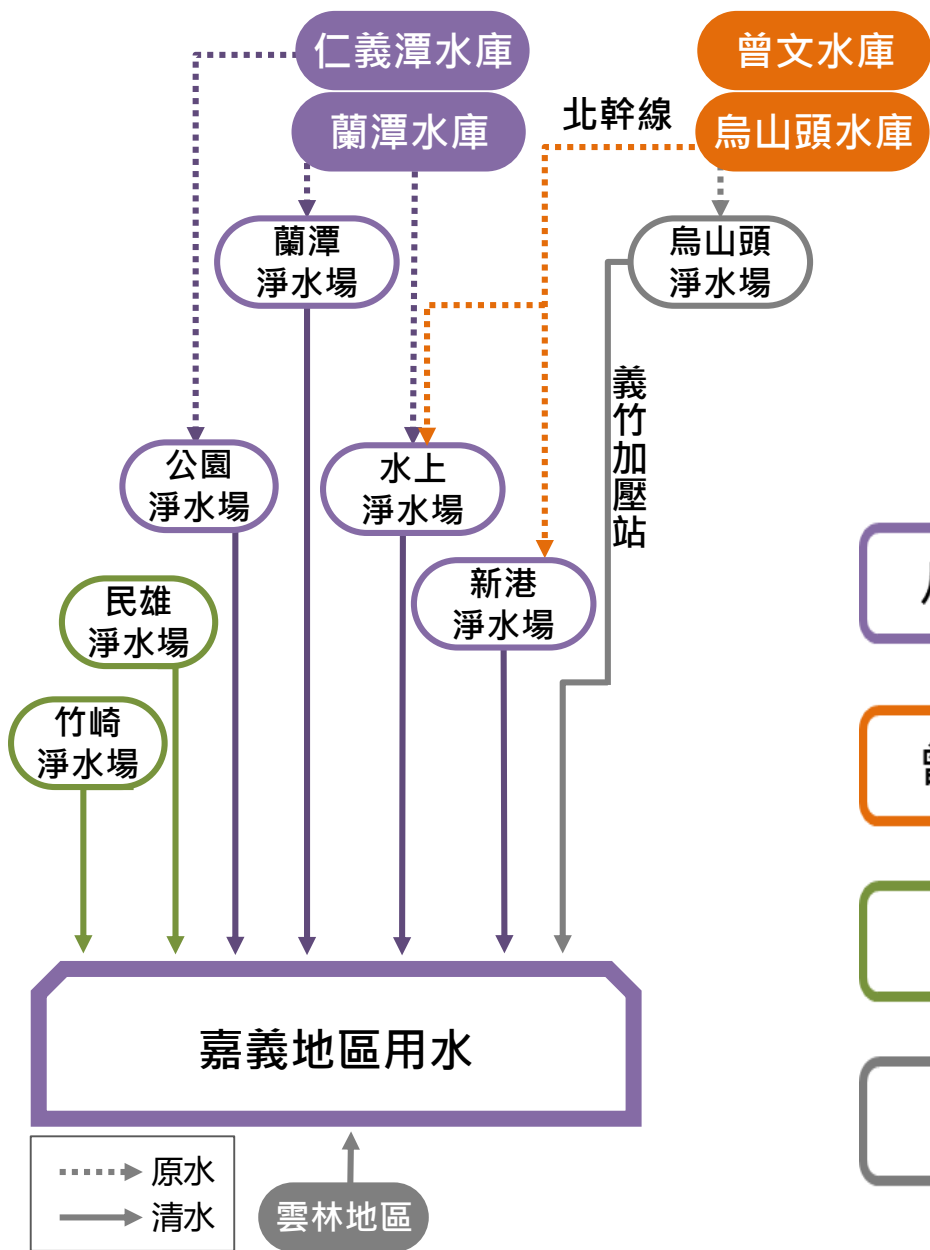 仁義潭水庫
曾文水庫
蘭潭水庫
北幹線
烏山頭水庫
蘭潭
淨水場
烏山頭
淨水場
義竹加壓站
公園
淨水場
水上
淨水場
新港
淨水場
民雄
淨水場
竹崎
淨水場
嘉義地區用水
原水
清水
雲林地區